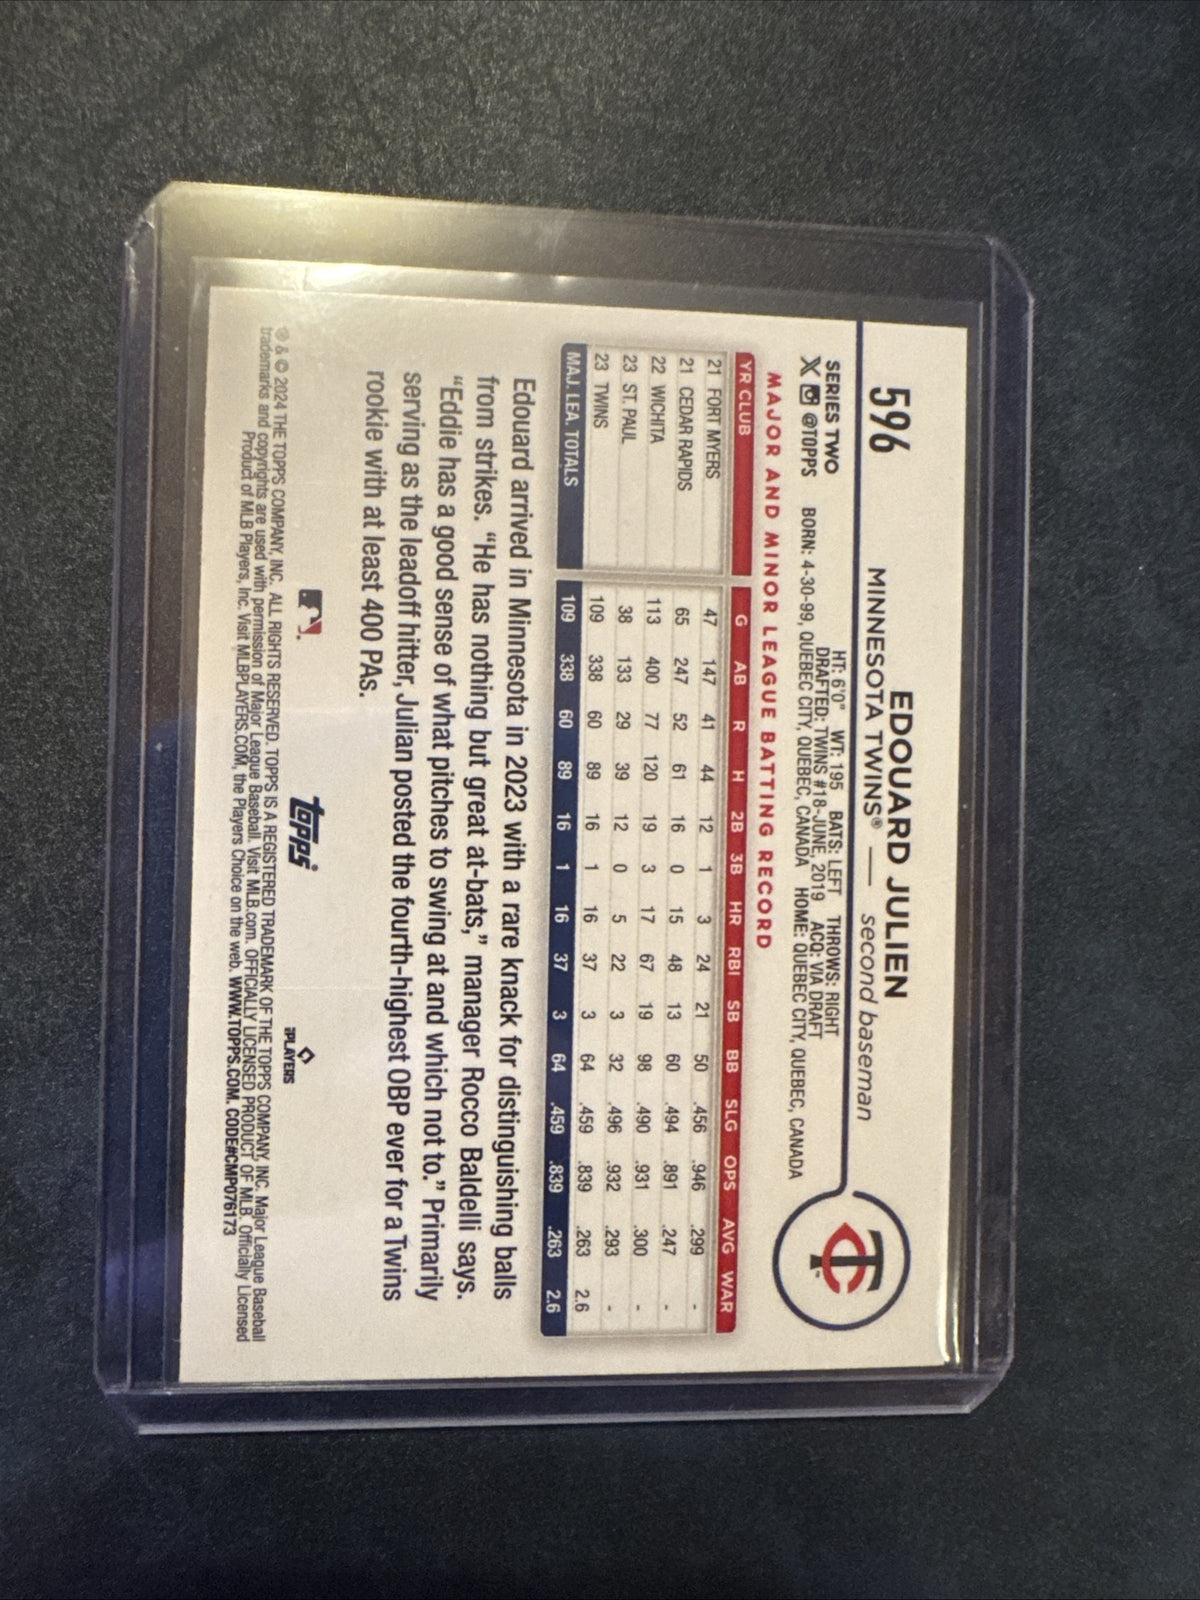 596
EDOUARD JULIEN
MINNESOTA TWINS® — second baseman
SERIES TWO HT: 6'0" WT: 195 BATS: LEFT THROWS: RIGHT
DRAFTED: TWINS #18-JUNE, 2019 ACQ: VIA DRAFT
@TOPPS BORN: 4-30-99, QUEBEC CITY, QUEBEC, CANADA HOME: QUEBEC CITY, QUEBEC, CANADA
TC
MAJOR AND MINOR LEAGUE BATTING RECORD
YR CLUB G AB R H 2B 3B HR RBI SB BB SLG OPS AVG WAR
21 FORT MYERS 47 147 41 44 12 1 3 24 21 50 .456 .946 .299 -
21 CEDAR RAPIDS 65 247 52 61 16 0 15 48 13 60 .494 .891 .247 -
22 WICHITA 113 400 77 120 19 3 17 67 19 98 .490 .931 .300 -
23 ST. PAUL 38 133 29 39 12 0 5 22 3 32 .496 .932 .293 -
23 TWINS 109 338 60 89 16 1 16 37 3 64 .459 .839 .263 2.6
MAJ. LEA. TOTALS 109 338 60 89 16 1 16 37 3 64 .459 .839 .263 2.6
Edouard arrived in Minnesota in 2023 with a rare knack for distinguishing balls
from strikes. "He has nothing but great at-bats," manager Rocco Baldelli says.
"Eddie has a good sense of what pitches to swing at and which not to." Primarily
serving as the leadoff hitter, Julian posted the fourth-highest OBP ever for a Twins
rookie with at least 400 PAs.
topps
PLAYERS
® & © 2024 THE TOPPS COMPANY, INC. ALL RIGHTS RESERVED. TOPPS IS A REGISTERED TRADEMARK OF THE TOPPS COMPANY, INC. Major League Baseball
trademarks and copyrights are used with permission of Major League Baseball. Visit MLB.com. OFFICIALLY LICENSED PRODUCT OF MLB. Officially Licensed
Product of MLB Players, Inc. Visit MLBPLAYERS.COM, the Players Choice on the web. WWW.TOPPS.COM. CODE#CMP076173